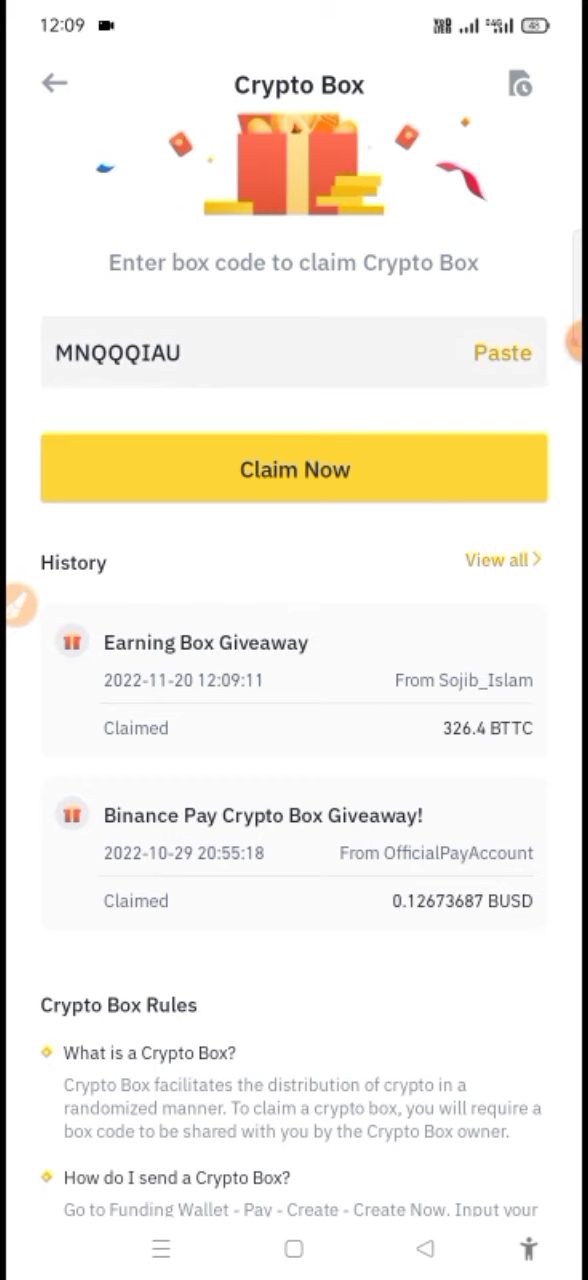 12:09
Crypto Box
Enter box code to claim Crypto Box
MNQQQIAU Paste
Claim Now
History View all >
Earning Box Giveaway
2022-11-20 12:09:11 From Sojib_Islam
Claimed 326.4 BTTC
Binance Pay Crypto Box Giveaway!
2022-10-29 20:55:18 From OfficialPayAccount
Claimed 0.12673687 BUSD
Crypto Box Rules
What is a Crypto Box?
Crypto Box facilitates the distribution of crypto in a
randomized manner. To claim a crypto box, you will require a
box code to be shared with you by the Crypto Box owner.
How do I send a Crypto Box?
Go to Funding Wallet - Pay - Create - Create Now. Input your